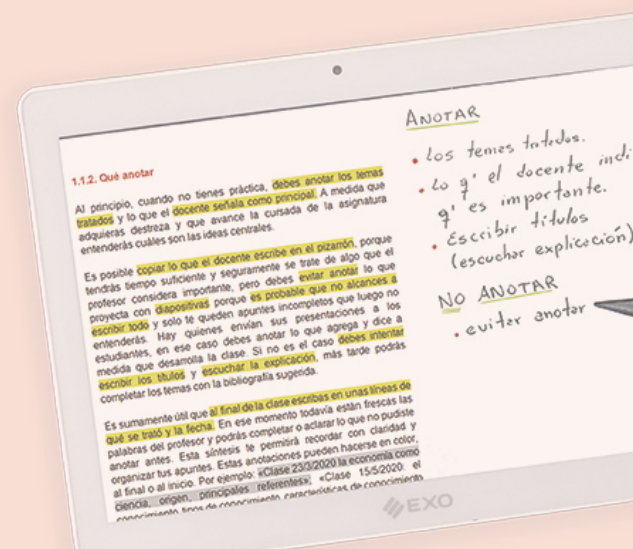 1.1.2. Qué anotar
Al principio, cuando no tienes práctica, debes anotar los temas
tratados y lo que el docente señala como principal. A medida que
adquieras destreza y que avance la cursada de la asignatura
entenderás cuáles son las ideas centrales.
Es posible copiar lo que el docente escribe en el pizarrón, porque
tendrás tiempo suficiente y seguramente se trate de algo que el
profesor considera importante, pero debes evitar anotar lo que
proyecta con diapositivas porque es probable que no alcances a
escribir todo y solo te queden apuntes incompletos que luego no
entenderás. Hay quienes envían sus presentaciones a los
estudiantes, en ese caso debes anotar lo que agrega y dice a
medida que desarrolla la clase. Si no es el caso debes intentar
escribir los títulos y escuchar la explicación, más tarde podrás
completar los temas con la bibliografía sugerida.
Es sumamente útil que al final de la clase escribas en unas líneas de
qué se trató y la fecha. En ese momento todavía están frescas las
palabras del profesor y podrás completar o aclarar lo que no pudiste
anotar antes. Esta síntesis te permitirá recordar con claridad y
organizar tus apuntes. Estas anotaciones pueden hacerse en color,
al final o al inicio. Por ejemplo: «Clase 23/3/2020 la economía como
ciencia, origen, principales referentes», «Clase 15/5/2020: el
conocimiento tipos de conocimiento características de conocimiento
ANOTAR
• Los temas tratados.
• Lo q' el docente indi
q' es importante.
• Escribir títulos
(escuchar explicación)
NO ANOTAR
• evitar anotar
EXO